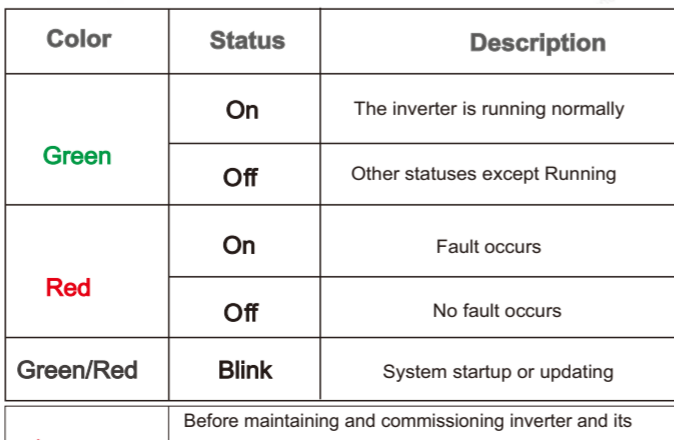 Color Status Description
On The inverter is running normally
Green
Off Other statuses except Running
On Fault occurs
Red
Off No fault occurs
Green/Red Blink System startup or updating
Before maintaining and commissioning inverter and its